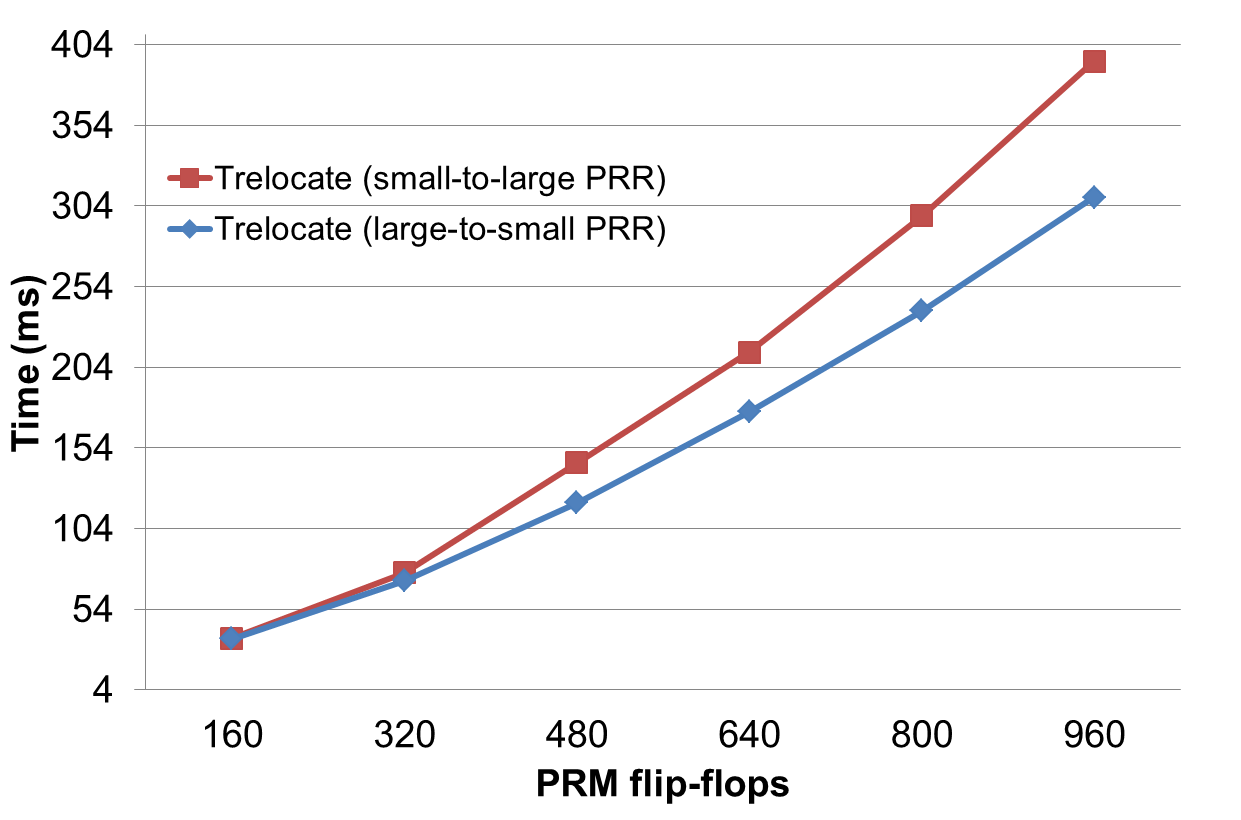 404
354
304
254
204
154
104
54
4
Time (ms)
Trelocate (small-to-large PRR)
Trelocate (large-to-small PRR)
160 320 480 640 800 960
PRM flip-flops